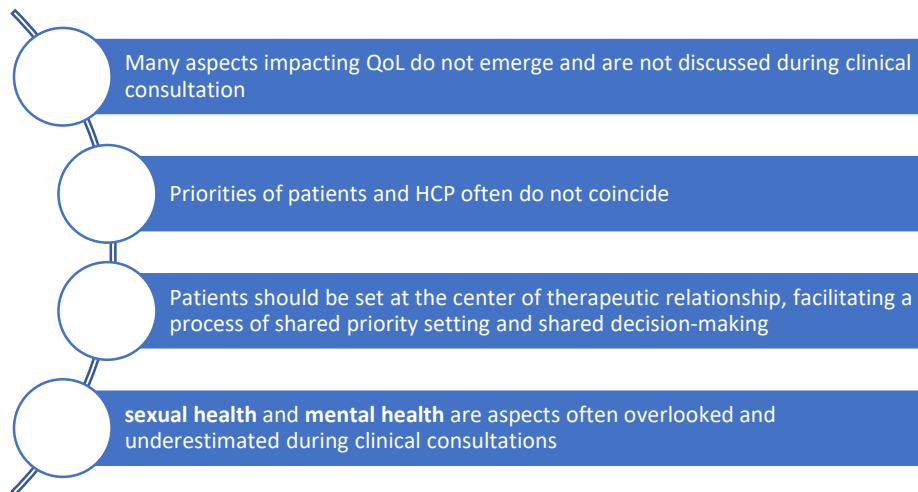 Many aspects impacting QoL do not emerge and are not discussed during clinical
consultation
Priorities of patients and HCP often do not coincide
Patients should be set at the center of therapeutic relationship, facilitating a
process of shared priority setting and shared decision-making
sexual health and mental health are aspects often overlooked and
underestimated during clinical consultations